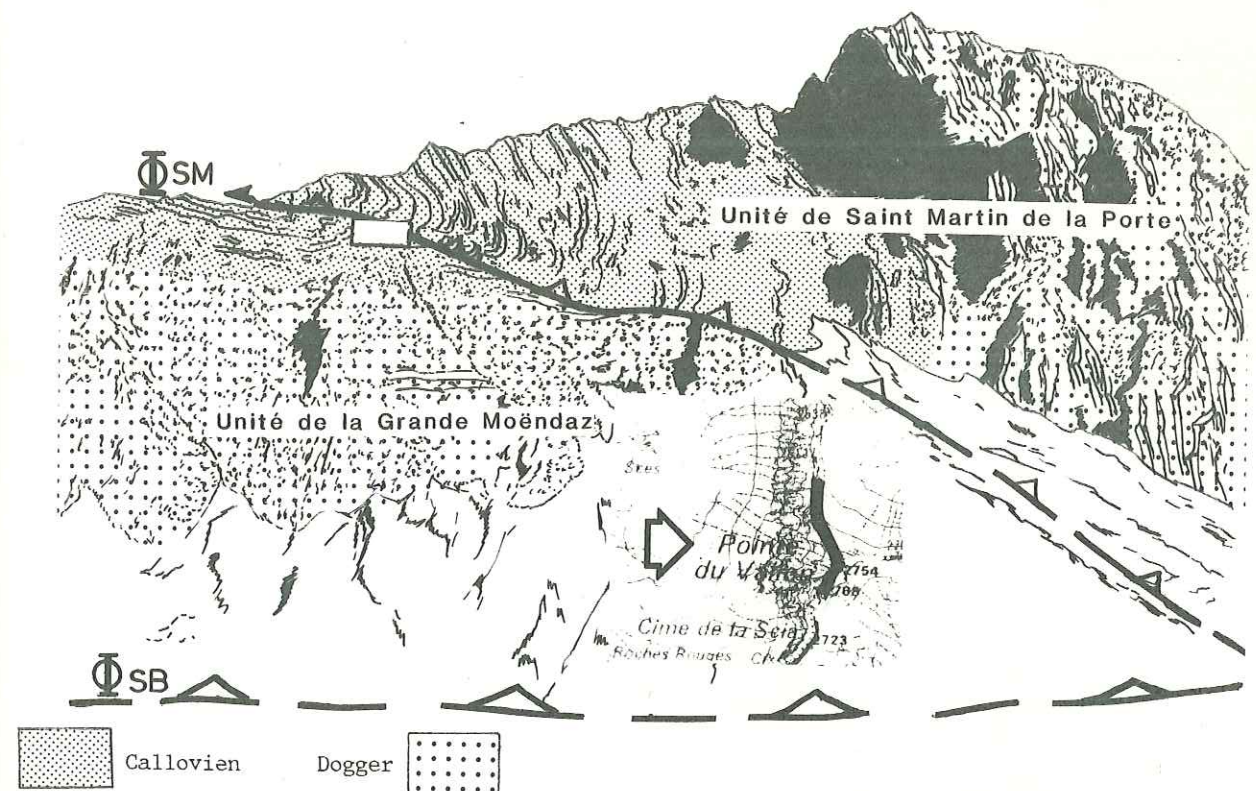 ΦSM
Unité de Saint Martin de la Porte
Unité de la Grande Moëndaz
Pointe
du Vallon
2754
Cime de la Scia
2723
Roches Rouges
ΦSB
Callovien
Dogger